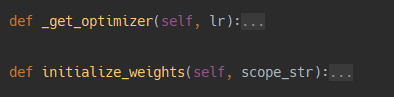 def _get_optimizer(self, lr):...
def initialize_weights(self, scope_str):...